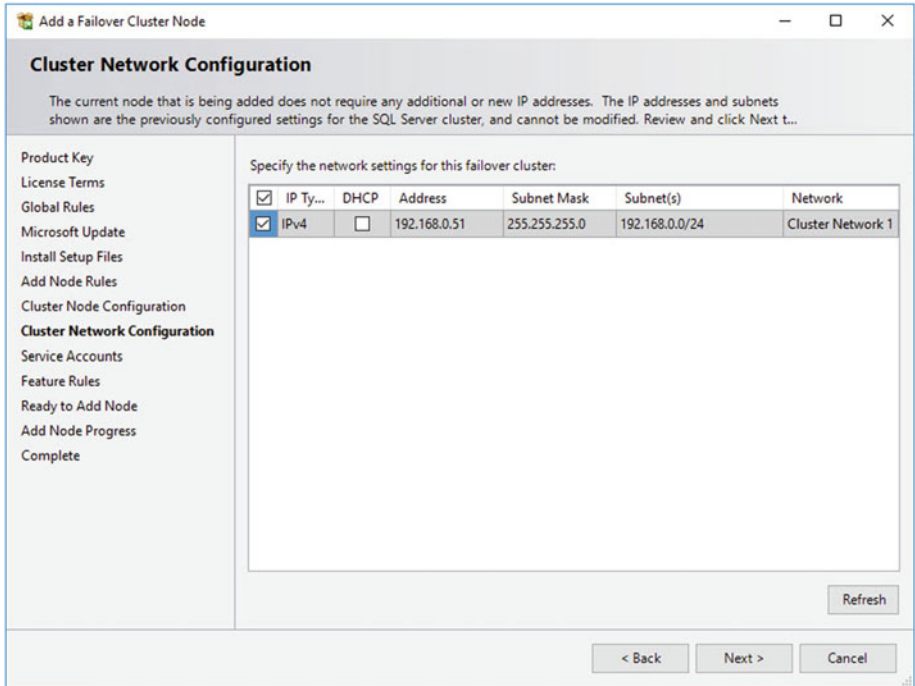 Add a Failover Cluster Node
Cluster Network Configuration
The current node that is being added does not require any additional or new IP addresses. The IP addresses and subnets
shown are the previously configured settings for the SQL Server cluster, and cannot be modified. Review and click Next t...
Product Key
License Terms
Global Rules
Microsoft Update
Install Setup Files
Add Node Rules
Cluster Node Configuration
Cluster Network Configuration
Service Accounts
Feature Rules
Ready to Add Node
Add Node Progress
Complete
Specify the network settings for this failover cluster:
IP Ty... DHCP Address Subnet Mask Subnet(s) Network
IPv4 192.168.0.51 255.255.255.0 192.168.0.0/24 Cluster Network 1
Refresh
< Back Next > Cancel